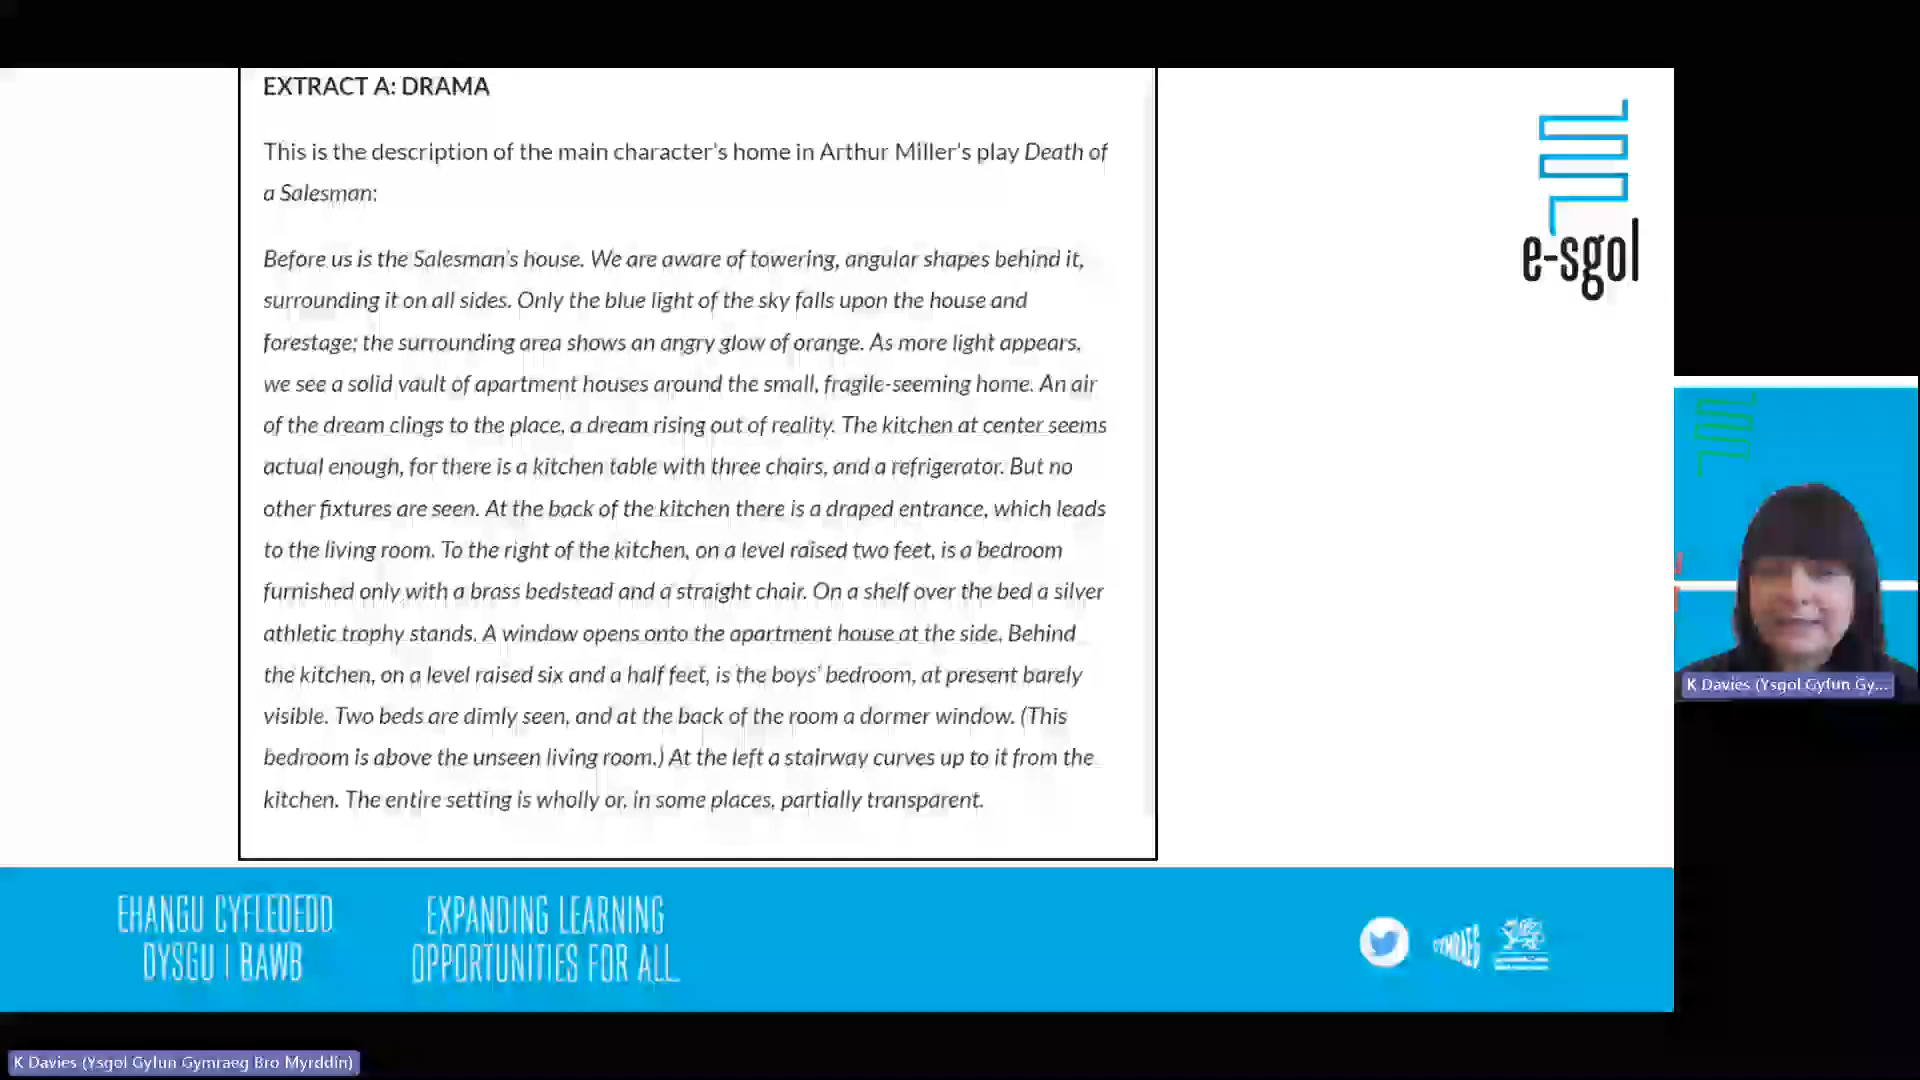 EXTRACT A: DRAMA
This is the description of the main character's home in Arthur Miller's play Death of
a Salesman:
Before us is the Salesman's house. We are aware of towering, angular shapes behind it,
surrounding it on all sides. Only the blue light of the sky falls upon the house and
forestage; the surrounding area shows an angry glow of orange. As more light appears,
we see a solid vault of apartment houses around the small, fragile-seeming home. An air
of the dream clings to the place, a dream rising out of reality. The kitchen at center seems
actual enough, for there is a kitchen table with three chairs, and a refrigerator. But no
other fixtures are seen. At the back of the kitchen there is a draped entrance, which leads
to the living room. To the right of the kitchen, on a level raised two feet, is a bedroom
furnished only with a brass bedstead and a straight chair. On a shelf over the bed a silver
athletic trophy stands. A window opens onto the apartment house at the side. Behind
the kitchen, on a level raised six and a half feet, is the boys' bedroom, at present barely
visible. Two beds are dimly seen, and at the back of the room a dormer window. (This
bedroom is above the unseen living room.) At the left a stairway curves up to it from the
kitchen. The entire setting is wholly or, in some places, partially transparent.
e-sgol
K Davies (Ysgol Gyfun Gy...
EHANGU CYFLEDEDD
DYSGU I BAWB
EXPANDING LEARNING
OPPORTUNITIES FOR ALL
CYMRAEG
K Davies (Ysgol Gyfun Gymraeg Bro Myrddin)